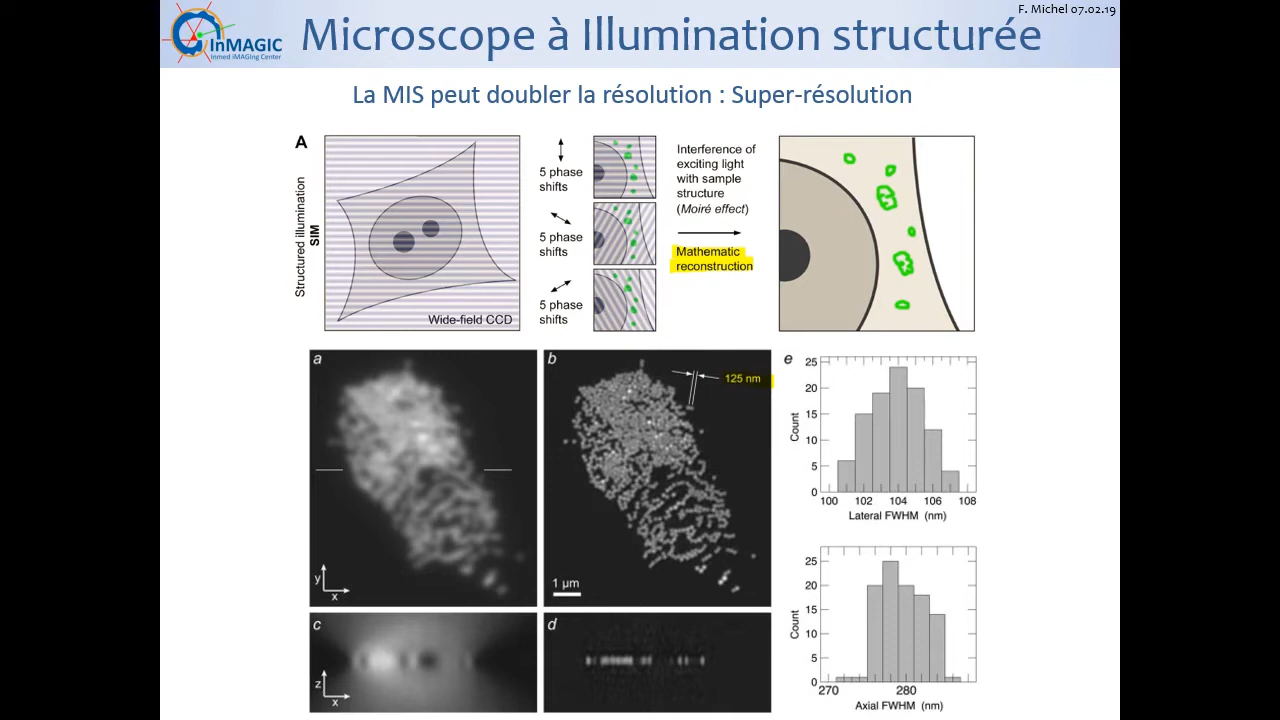 F. Michel 07.02.19
InMAGIC
Inmed iMAGing Center
Microscope à Illumination structurée
La MIS peut doubler la résolution : Super-résolution
A
Structured illumination
SIM
Wide-field CCD
5 phase
shifts
5 phase
shifts
5 phase
shifts
Interference of
exciting light
with sample
structure
(Moiré effect)
Mathematic
reconstruction
a
y
x
b
125 nm
1 µm
c
z
x
d
e
Count
25
20
15
10
5
0
100 102 104 106 108
Lateral FWHM (nm)
Count
25
20
15
10
5
0
270 280
Axial FWHM (nm)